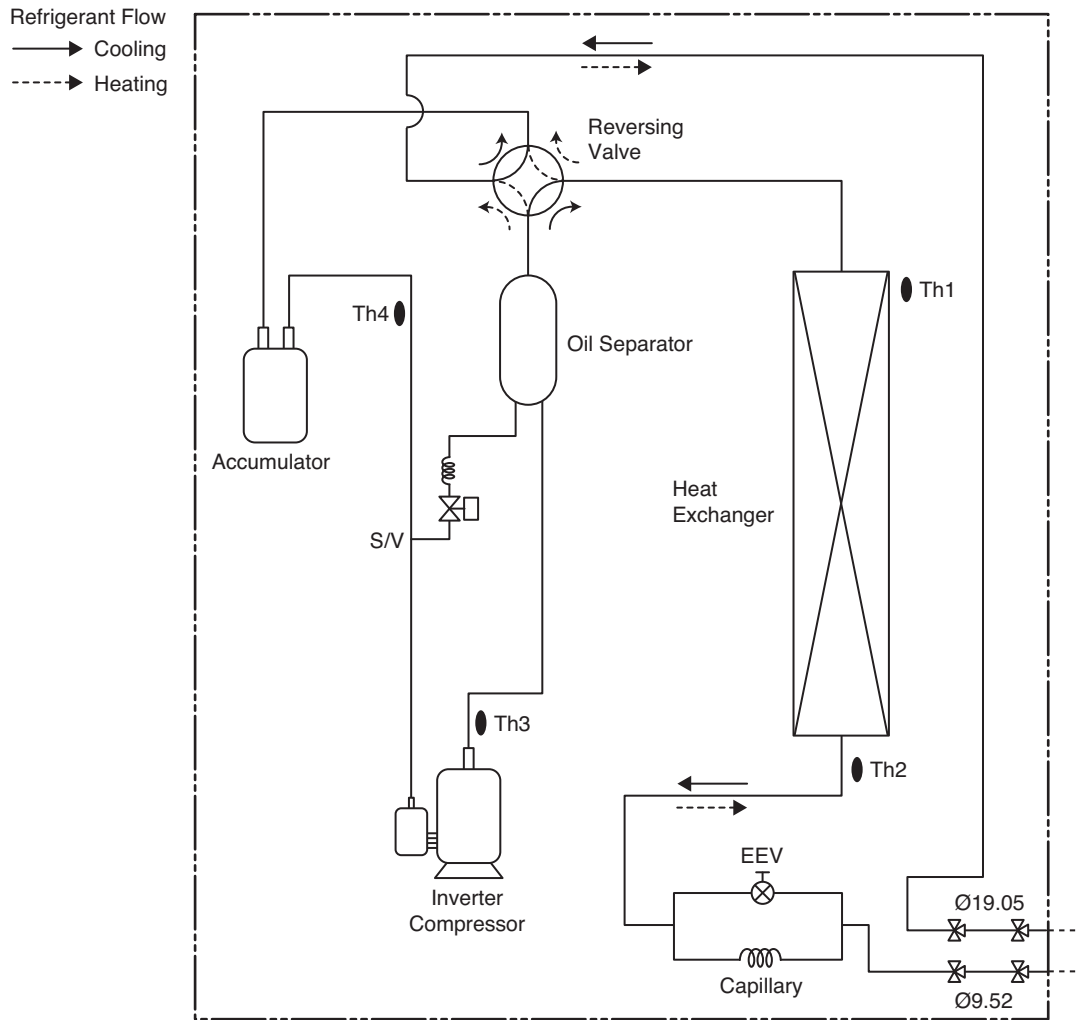 Refrigerant Flow
Cooling
Heating
Reversing
Valve
Th1
Th4
Oil Separator
Accumulator
Heat
Exchanger
S/V
Th3
Th2
EEV
Inverter
Compressor
Ø19.05
Capillary
Ø9.52